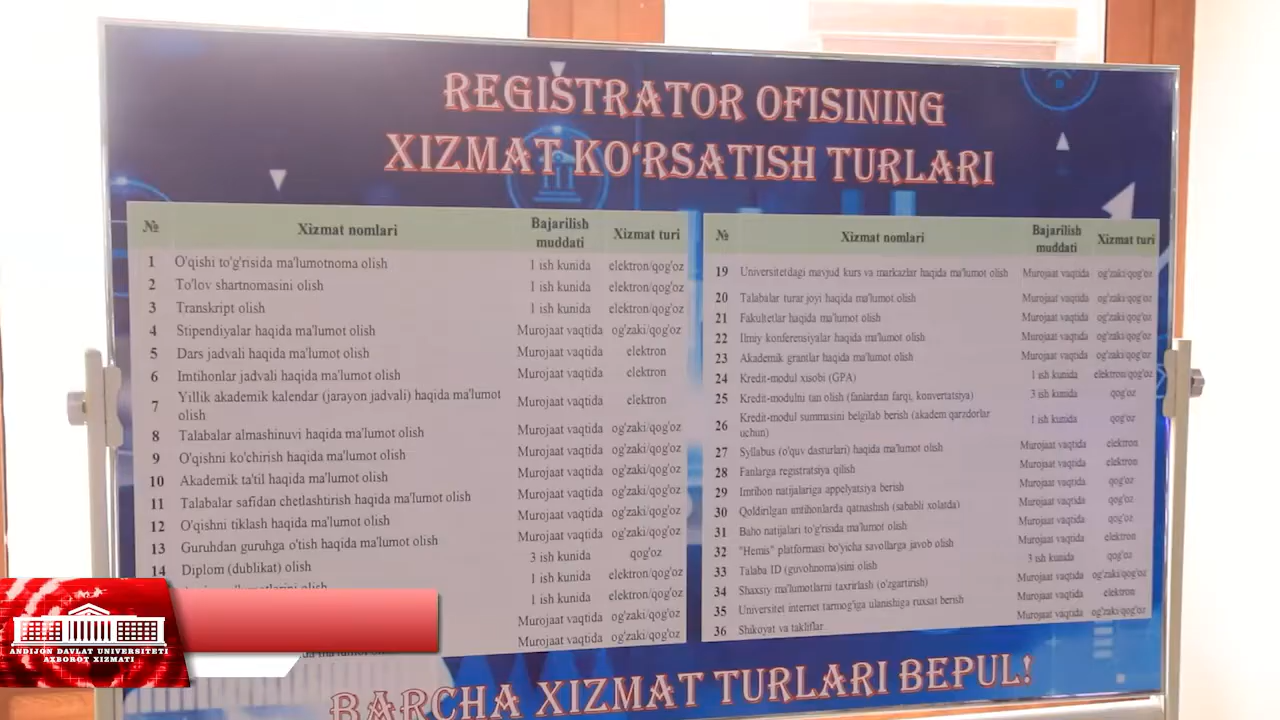 REGISTRATOR OFISINING
XIZMAT KO‘RSATISH TURLARI
№ Xizmat nomlari Bajarilish muddati Xizmat turi
1 O'qishi to'g'risida ma'lumotnoma olish 1 ish kunida elektron/qog'oz
2 To'lov shartnomasini olish 1 ish kunida elektron/qog'oz
3 Transkript olish 1 ish kunida elektron/qog'oz
4 Stipendiyalar haqida ma'lumot olish Murojaat vaqtida og'zaki/qog'oz
5 Dars jadvali haqida ma'lumot olish Murojaat vaqtida elektron
6 Imtihonlar jadvali haqida ma'lumot olish Murojaat vaqtida elektron
7 Yillik akademik kalendar (jarayon jadvali) haqida ma'lumot
olish Murojaat vaqtida elektron
8 Talabalar almashinuvi haqida ma'lumot olish Murojaat vaqtida og'zaki/qog'oz
9 O'qishni ko'chirish haqida ma'lumot olish Murojaat vaqtida og'zaki/qog'oz
10 Akademik ta'til haqida ma'lumot olish Murojaat vaqtida og'zaki/qog'oz
11 Talabalar safidan chetlashtirish haqida ma'lumot olish Murojaat vaqtida og'zaki/qog'oz
12 O'qishni tiklash haqida ma'lumot olish Murojaat vaqtida og'zaki/qog'oz
13 Guruhdan guruhga o'tish haqida ma'lumot olish Murojaat vaqtida og'zaki/qog'oz
14 Diplom (dublikat) olish 3 ish kunida qog'oz
olish 1 ish kunida elektron/qog'oz
1 ish kunida elektron/qog'oz
Murojaat vaqtida og'zaki/qog'oz
Murojaat vaqtida og'zaki/qog'oz
№ Xizmat nomlari Bajarilish muddati Xizmat turi
19 Universitetdagi mavjud kurs va markazlar haqida ma'lumot olish Murojaat vaqtida og'zaki/qog'oz
20 Talabalar turar joyi haqida ma'lumot olish Murojaat vaqtida og'zaki/qog'oz
21 Fakultetlar haqida ma'lumot olish Murojaat vaqtida og'zaki/qog'oz
22 Ilmiy konferensiyalar haqida ma'lumot olish Murojaat vaqtida og'zaki/qog'oz
23 Akademik grantlar haqida ma'lumot olish Murojaat vaqtida og'zaki/qog'oz
24 Kredit-modul xisobi (GPA) 1 ish kunida elektron/qog'oz
25 Kredit-modulni tan olish (fanlardan farqi, konvertatsiya) 3 ish kunida qog'oz
26 Kredit-modul summasini belgilab berish (akadem qarzdorlar
uchun) 1 ish kunida qog'oz
27 Syllabus (o'quv dasturlari) haqida ma'lumot olish Murojaat vaqtida elektron
28 Fanlarga registratsiya qilish Murojaat vaqtida elektron
29 Imtihon natijalariga appelyatsiya berish Murojaat vaqtida qog'oz
30 Qoldirilgan imtihonlarda qatnashish (sababli xolatda) Murojaat vaqtida qog'oz
31 Baho natijalari to'g'risida ma'lumot olish Murojaat vaqtida qog'oz
32 "Hemis" platformasi bo'yicha savollarga javob olish Murojaat vaqtida elektron
33 Talaba ID (guvohnoma)sini olish 3 ish kunida qog'oz
34 Shaxsiy ma'lumotlarni taxrirlash (o'zgartirish) Murojaat vaqtida og'zaki/qog'oz
35 Universitet internet tarmog'iga ulanishiga ruxsat berish Murojaat vaqtida elektron
36 Shikoyat va takliflar Murojaat vaqtida og'zaki/qog'oz
BARCHA XIZMAT TURLARI BEPUL!
ANDIJON DAVLAT UNIVERSITETI
AXBOROT XIZMATI